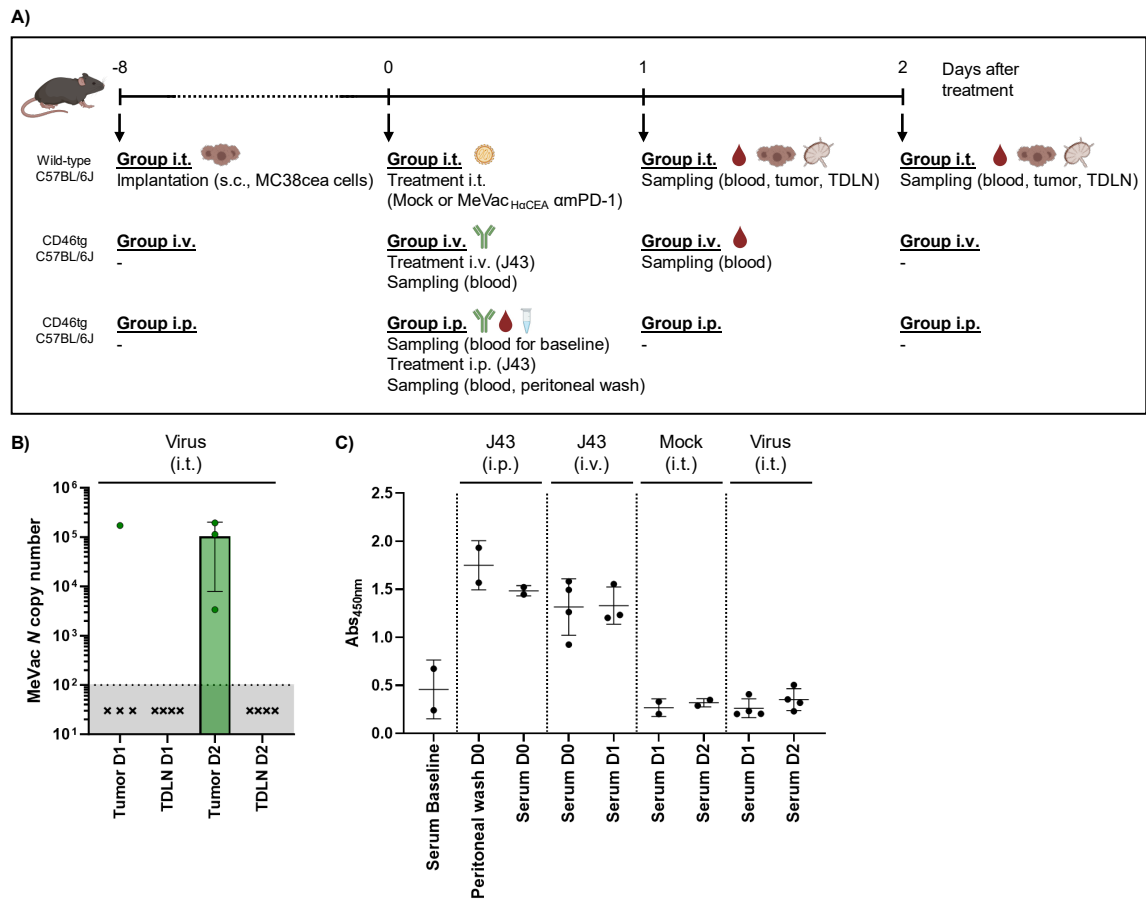 A)
-8 0 1 2 Days after
treatment
Wild-type
C57BL/6J
Group i.t.
Implantation (s.c., MC38cea cells)
Group i.t.
Treatment i.t.
(Mock or MeVac HαCEA αmPD-1)
Group i.t.
Sampling (blood, tumor, TDLN)
Group i.t.
Sampling (blood, tumor, TDLN)
CD46tg
C57BL/6J
Group i.v.
-
Group i.v.
Treatment i.v. (J43)
Sampling (blood)
Group i.v.
Sampling (blood)
Group i.v.
-
CD46tg
C57BL/6J
Group i.p.
-
Group i.p.
Sampling (blood for baseline)
Treatment i.p. (J43)
Sampling (blood, peritoneal wash)
Group i.p.
-
Group i.p.
-
B)
Virus
(i.t.)
MeVac N copy number
10⁶
10⁵
10⁴
10³
10²
10¹
Tumor D1
TDLN D1
Tumor D2
TDLN D2
C)
J43
(i.p.)
J43
(i.v.)
Mock
(i.t.)
Virus
(i.t.)
Abs450nm
2.5
2.0
1.5
1.0
0.5
0.0
Serum Baseline
Peritoneal wash D0
Serum D0
Serum D0
Serum D1
Serum D1
Serum D2
Serum D1
Serum D2